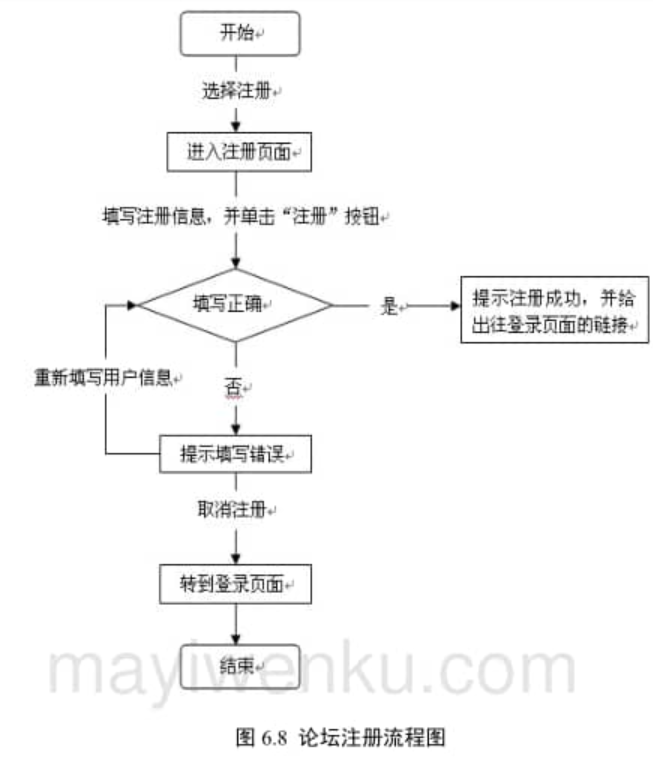 开始
选择注册
进入注册页面
填写注册信息，并单击“注册”按钮
填写正确
是
提示注册成功，并给
出往登录页面的链接
重新填写用户信息
否
提示填写错误
取消注册
转到登录页面
结束
mayiwenku.com
图 6.8 论坛注册流程图